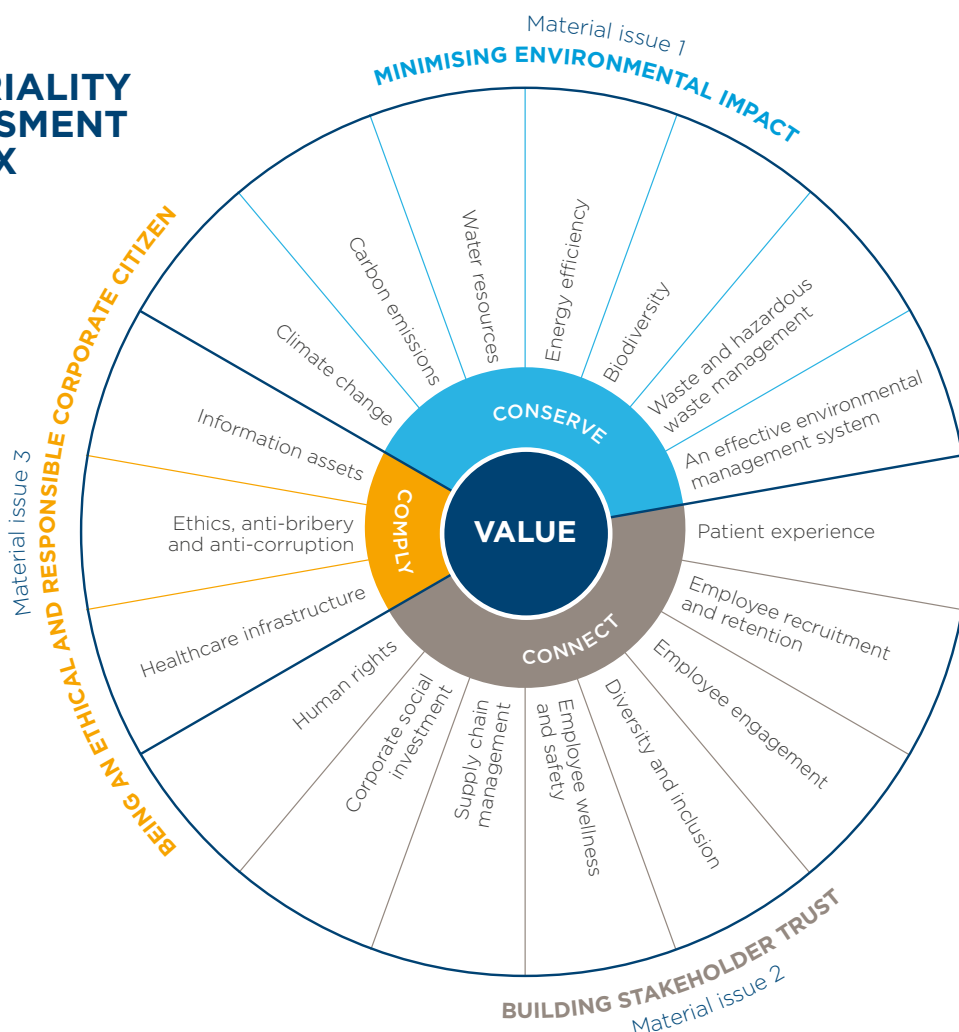 RIALITY
SMENT
X
Material issue 1
MINIMISING ENVIRONMENTAL IMPACT
Climate change
Carbon emissions
Water resources
Energy efficiency
Biodiversity
Waste and hazardous
waste management
An effective environmental
management system
CONSERVE
Material issue 3
BEING AN ETHICAL AND RESPONSIBLE CORPORATE CITIZEN
Information assets
Ethics, anti-bribery
and anti-corruption
Healthcare infrastructure
COMPLY
VALUE
CONNECT
Patient experience
Employee recruitment
and retention
Employee engagement
Diversity and inclusion
Employee wellness
and safety
Supply chain
management
Corporate social
investment
Human rights
BUILDING STAKEHOLDER TRUST
Material issue 2